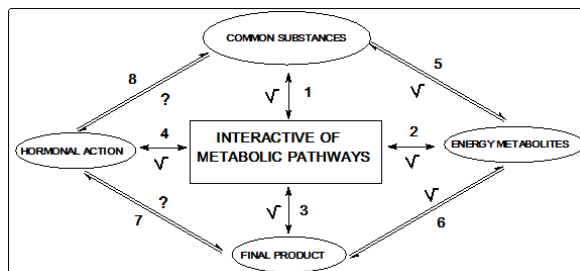 COMMON SUBSTANCES
8
5
?
√
1
√
4
INTERACTIVE OF
2
HORMONAL ACTION
METABOLIC PATHWAYS
ENERGY METABOLITES
√
√
?
√
3
√
7
6
FINAL PRODUCT